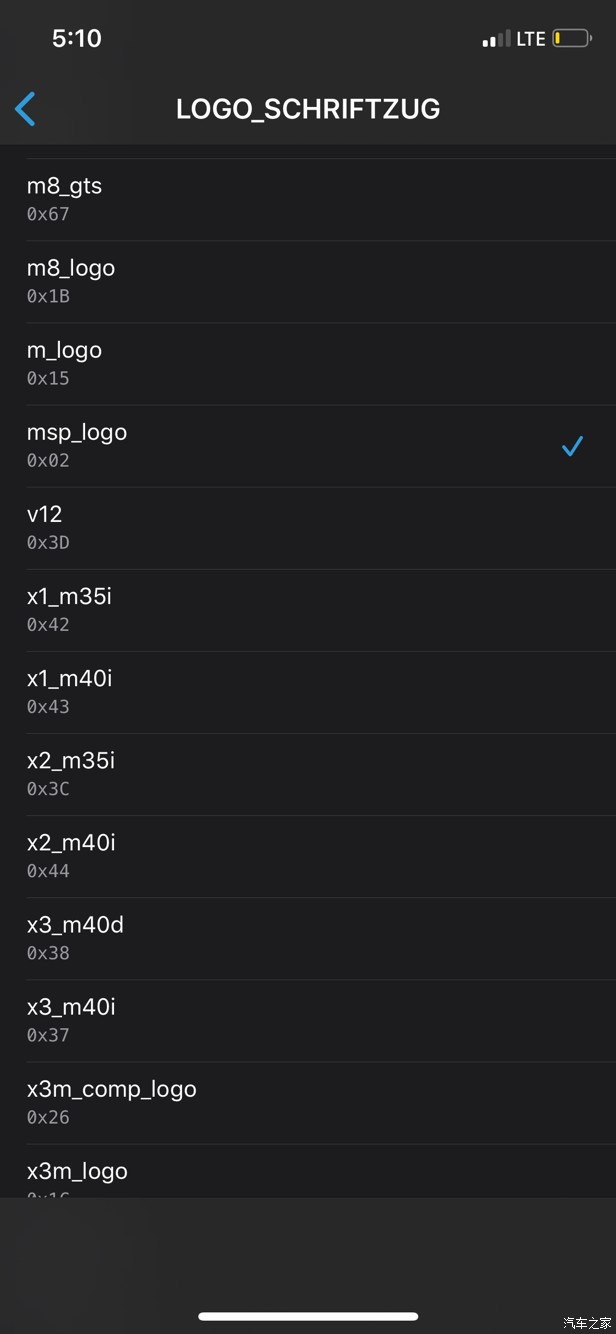 5:10 LTE
LOGO_SCHRIFTZUG
m8_gts
0x67
m8_logo
0x1B
m_logo
0x15
msp_logo
0x02
v12
0x3D
x1_m35i
0x42
x1_m40i
0x43
x2_m35i
0x3C
x2_m40i
0x44
x3_m40d
0x38
x3_m40i
0x37
x3m_comp_logo
0x26
x3m_logo
汽车之家